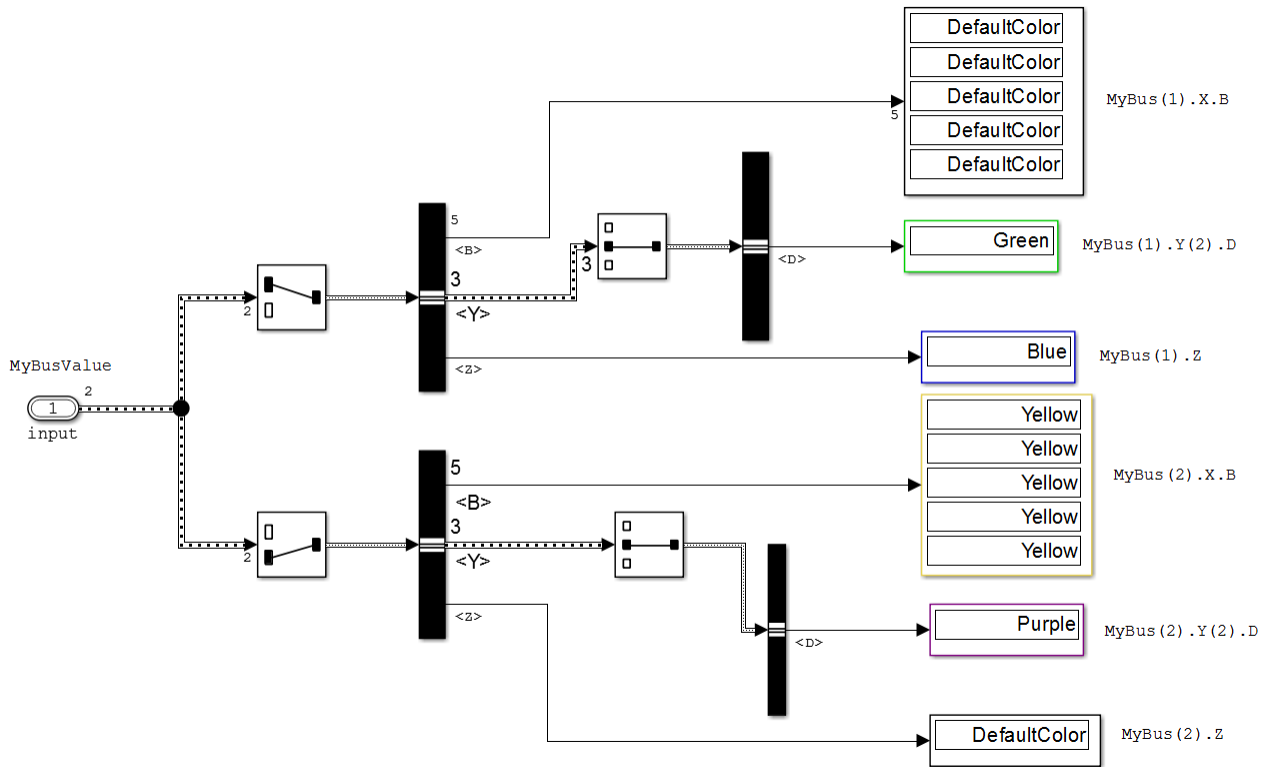 DefaultColor
DefaultColor
DefaultColor
DefaultColor
DefaultColor
MyBus(1).X.B
5
5
<B>
3
<Y>
<Z>
2
3
<D>
Green
MyBus(1).Y(2).D
Blue
MyBus(1).Z
MyBusValue
2
1
input
Yellow
Yellow
Yellow
Yellow
Yellow
MyBus(2).X.B
2
5
<B>
3
<Y>
<Z>
<D>
Purple
MyBus(2).Y(2).D
DefaultColor
MyBus(2).Z